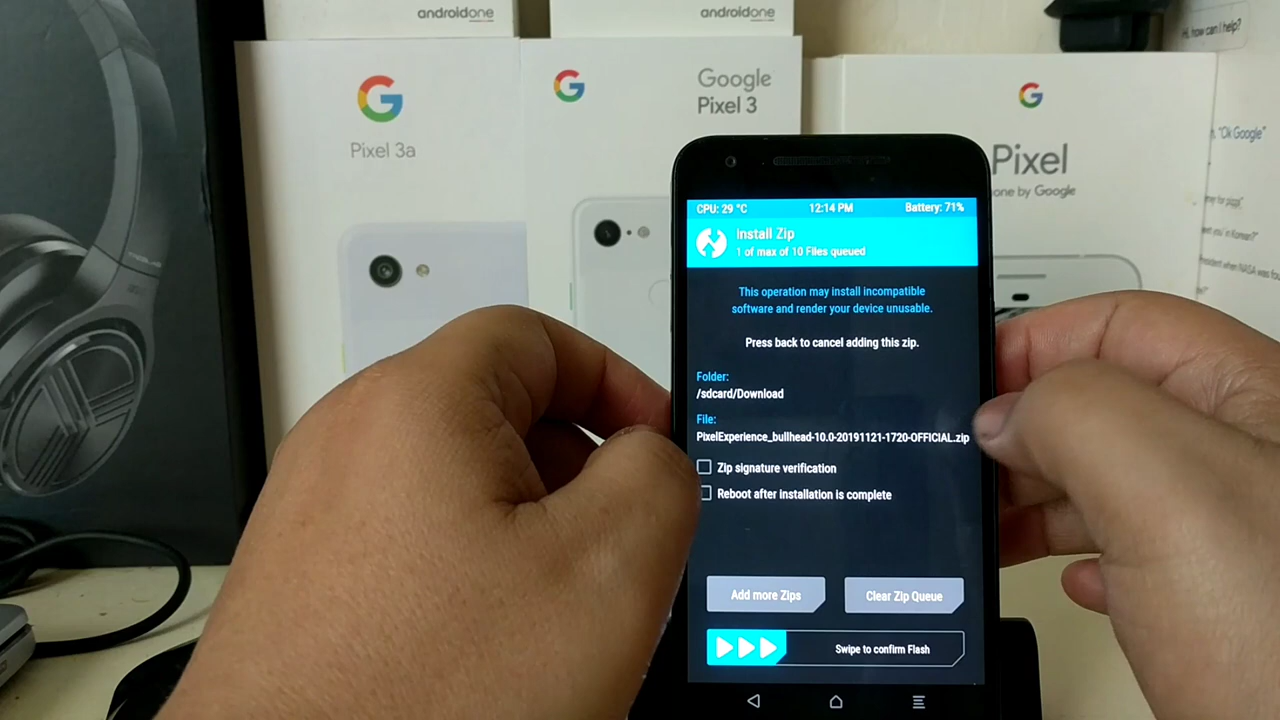 androidone
androidone
G
Pixel 3a
G
Google
Pixel 3
G
Pixel
one by Google
Hi, how can I help?
"Ok Google"
CPU: 29 °C
12:14 PM
Battery: 71%
Install Zip
1 of max of 10 Files queued
This operation may install incompatible
software and render your device unusable.
Press back to cancel adding this zip.
Folder:
/sdcard/Download
File:
PixelExperience_bullhead-10.0-20191121-1720-OFFICIAL.zip
Zip signature verification
Reboot after installation is complete
Add more Zips
Clear Zip Queue
Swipe to confirm Flash